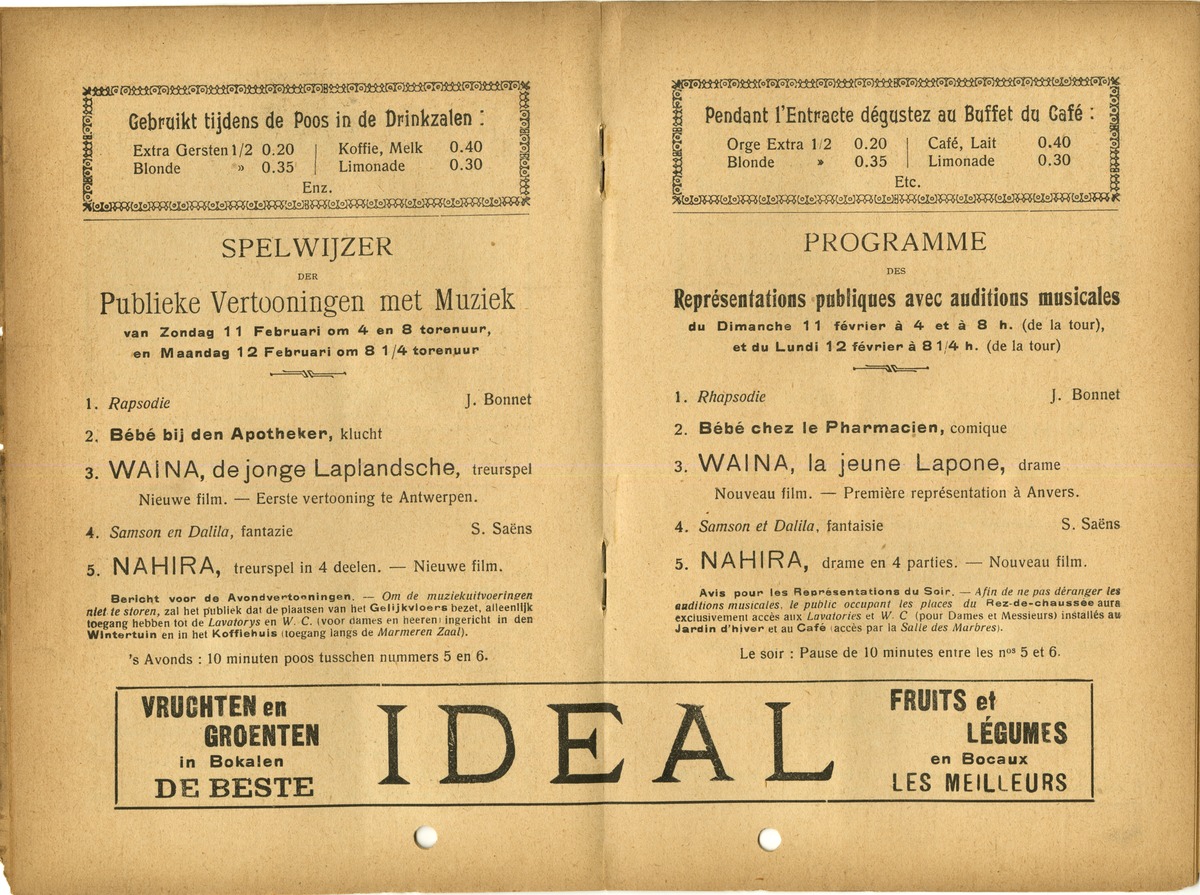 Gebruikt tijdens de Poos in de Drinkzalen :
Extra Gersten 1/2 0.20 | Koffie, Melk 0.40
Blonde » 0.35 | Limonade 0.30
Enz.
SPELWIJZER
DER
Publieke Vertooningen met Muziek
van Zondag 11 Februari om 4 en 8 torenuur,
en Maandag 12 Februari om 8 1/4 torenuur
1. Rapsodie J. Bonnet
2. Bébé bij den Apotheker, klucht
3. WAINA, de jonge Laplandsche, treurspel
Nieuwe film. — Eerste vertooning te Antwerpen.
4. Samson en Dalila, fantazie S. Saëns
5. NAHIRA, treurspel in 4 deelen. — Nieuwe film.
Bericht voor de Avondvertooningen. — Om de muziekuitvoeringen
niet te storen, zal het publiek dat de plaatsen van het Gelijkvloers bezet, alleenlijk
toegang hebben tot de Lavatorys en W. C. (voor dames en heeren) ingericht in den
Wintertuin en in het Koffiehuis (toegang langs de Marmeren Zaal).
's Avonds : 10 minuten poos tusschen nummers 5 en 6.
Pendant l'Entracte dégustez au Buffet du Café :
Orge Extra 1/2 0.20 | Café, Lait 0.40
Blonde » 0.35 | Limonade 0.30
Etc.
PROGRAMME
DES
Représentations publiques avec auditions musicales
du Dimanche 11 février à 4 et à 8 h. (de la tour),
et du Lundi 12 février à 8 1/4 h. (de la tour)
1. Rhapsodie J. Bonnet
2. Bébé chez le Pharmacien, comique
3. WAINA, la jeune Lapone, drame
Nouveau film. — Première représentation à Anvers.
4. Samson et Dalila, fantaisie S. Saëns
5. NAHIRA, drame en 4 parties. — Nouveau film.
Avis pour les Représentations du Soir. — Afin de ne pas déranger les
auditions musicales, le public occupant les places du Rez-de-chaussée aura
exclusivement accès aux Lavatories et W. C (pour Dames et Messieurs) installés au
Jardin d'hiver et au Café (accès par la Salle des Marbres).
Le soir : Pause de 10 minutes entre les nos 5 et 6.
VRUCHTEN en
GROENTEN
in Bokalen
DE BESTE
IDEAL
FRUITS et
LÉGUMES
en Bocaux
LES MEILLEURS